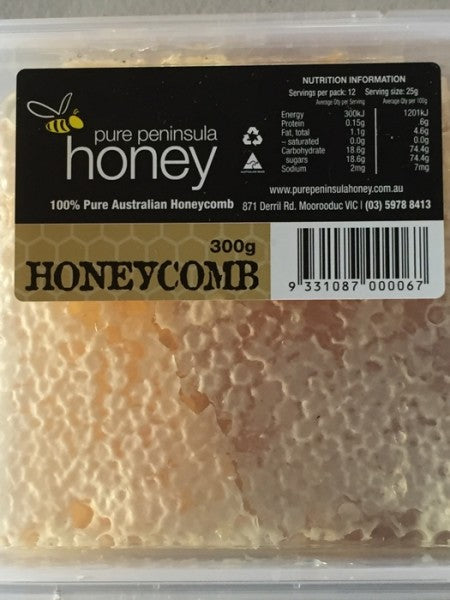 pure peninsula
honey
100% Pure Australian Honeycomb
NUTRITION INFORMATION
Servings per pack: 12 Serving size: 25g
Average Qty per Serving Average Qty per 100g
Energy 300kJ 1201kJ
Protein 0.15g .6g
Fat, total 1.1g 4.6g
– saturated 0.0g 0.0g
Carbohydrate 18.6g 74.4g
sugars 18.6g 74.4g
Sodium 2mg 7mg
www.purepeninsulahoney.com.au
871 Derril Rd. Moorooduc VIC | (03) 5978 8413
300g
HONEYCOMB
9 331087 000067